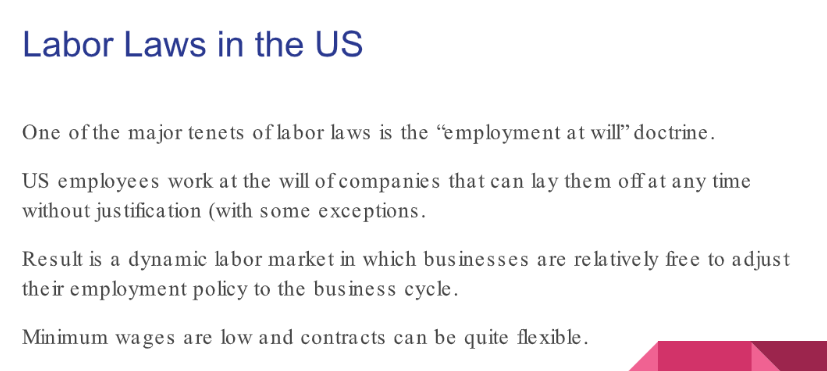 Labor Laws in the US
One of the major tenets of labor laws is the “employment at will” doctrine.
US employees work at the will of companies that can lay them off at any time
without justification (with some exceptions.
Result is a dynamic labor market in which businesses are relatively free to adjust
their employment policy to the business cycle.
Minimum wages are low and contracts can be quite flexible.